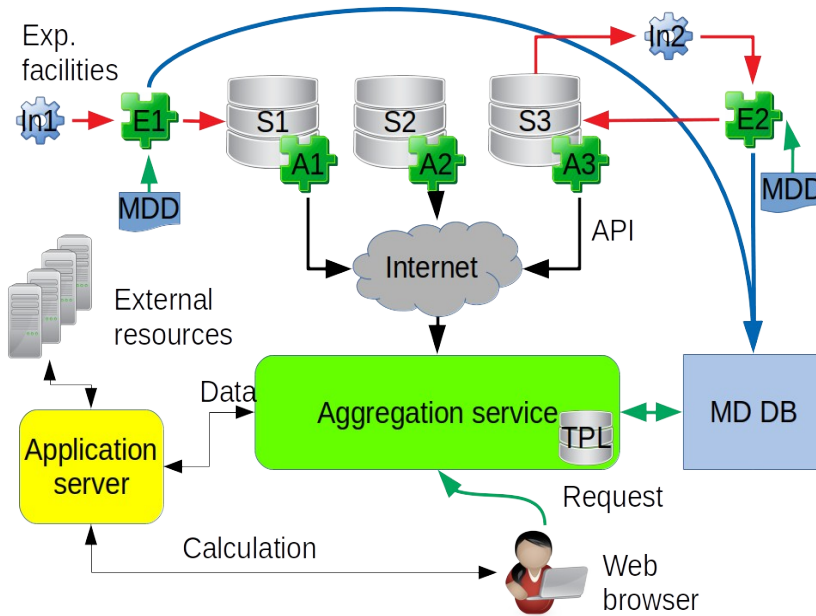 Exp.
facilities
In1
E1
MDD
S1
A1
S2
A2
S3
A3
In2
E2
MDD
API
Internet
External
resources
Data
Aggregation service
TPL
MD DB
Application
server
Request
Calculation
Web
browser